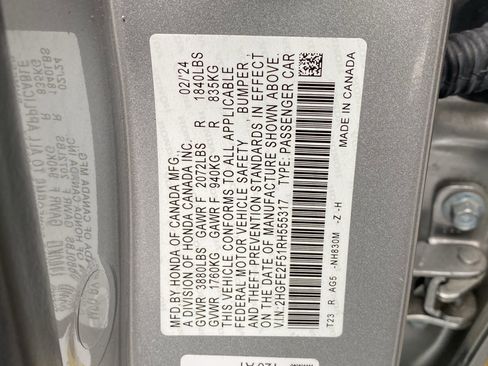 MFD BY HONDA OF CANADA MFG., 02/24
A DIVISION OF HONDA CANADA INC.
GVWR 3880LBS GAWR F 2072LBS R 1840LBS
GVWR 1760KG GAWR F 940KG R 835KG
THIS VEHICLE CONFORMS TO ALL APPLICABLE
FEDERAL MOTOR VEHICLE SAFETY, BUMPER,
AND THEFT PREVENTION STANDARDS IN EFFECT
ON THE DATE OF MANUFACTURE SHOWN ABOVE.
V.I.N: 2HGFE2F51RH555317 TYPE: PASSENGER CAR
T23 R AG5 -NH830M -Z -H
MADE IN CANADA